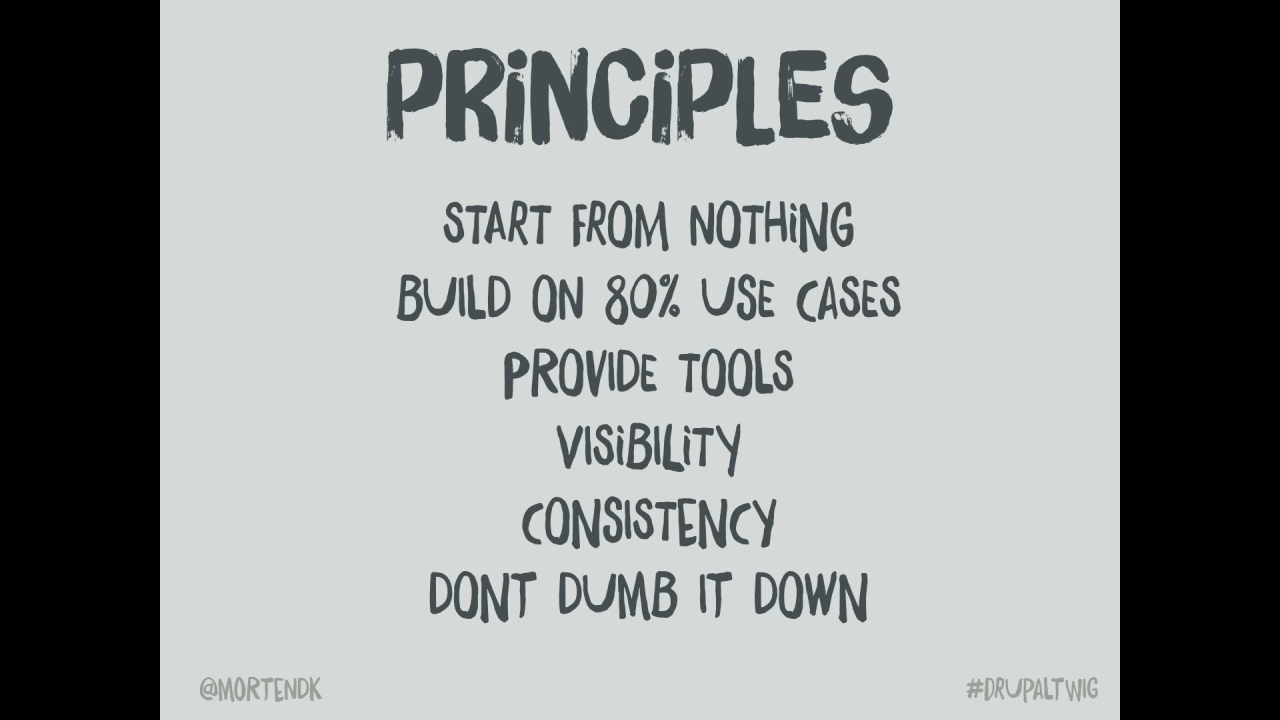 PRINCIPLES
START FROM NOTHING
BUILD ON 80% USE CASES
PROVIDE TOOLS
VISIBILITY
CONSISTENCY
DONT DUMB IT DOWN
@MORTENDK
#DRUPALTWIG